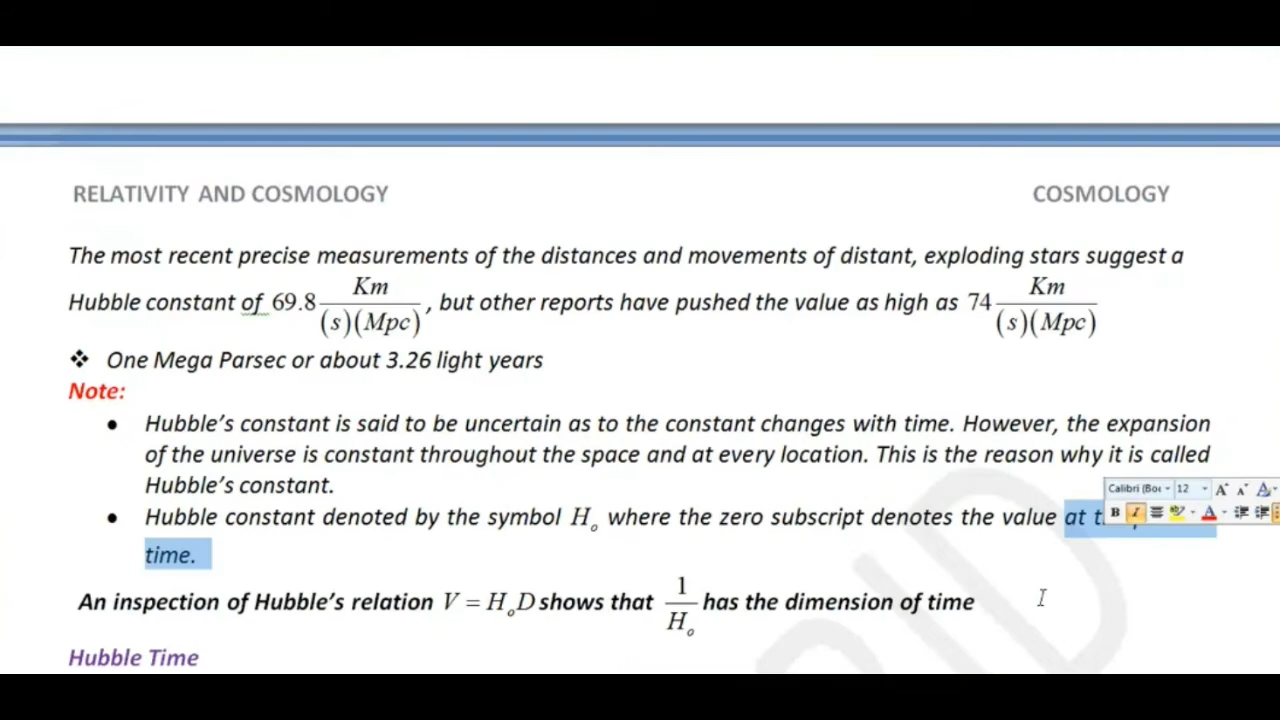 RELATIVITY AND COSMOLOGY COSMOLOGY
The most recent precise measurements of the distances and movements of distant, exploding stars suggest a
Hubble constant of 69.8 Km/(s)(Mpc), but other reports have pushed the value as high as 74 Km/(s)(Mpc)
❖ One Mega Parsec or about 3.26 light years
Note:
• Hubble's constant is said to be uncertain as to the constant changes with time. However, the expansion
of the universe is constant throughout the space and at every location. This is the reason why it is called
Calibri (Bo 12
Hubble's constant.
• Hubble constant denoted by the symbol H₀ where the zero subscript denotes the value at
time.
An inspection of Hubble's relation V = H₀D shows that 1/H₀ has the dimension of time
Hubble Time